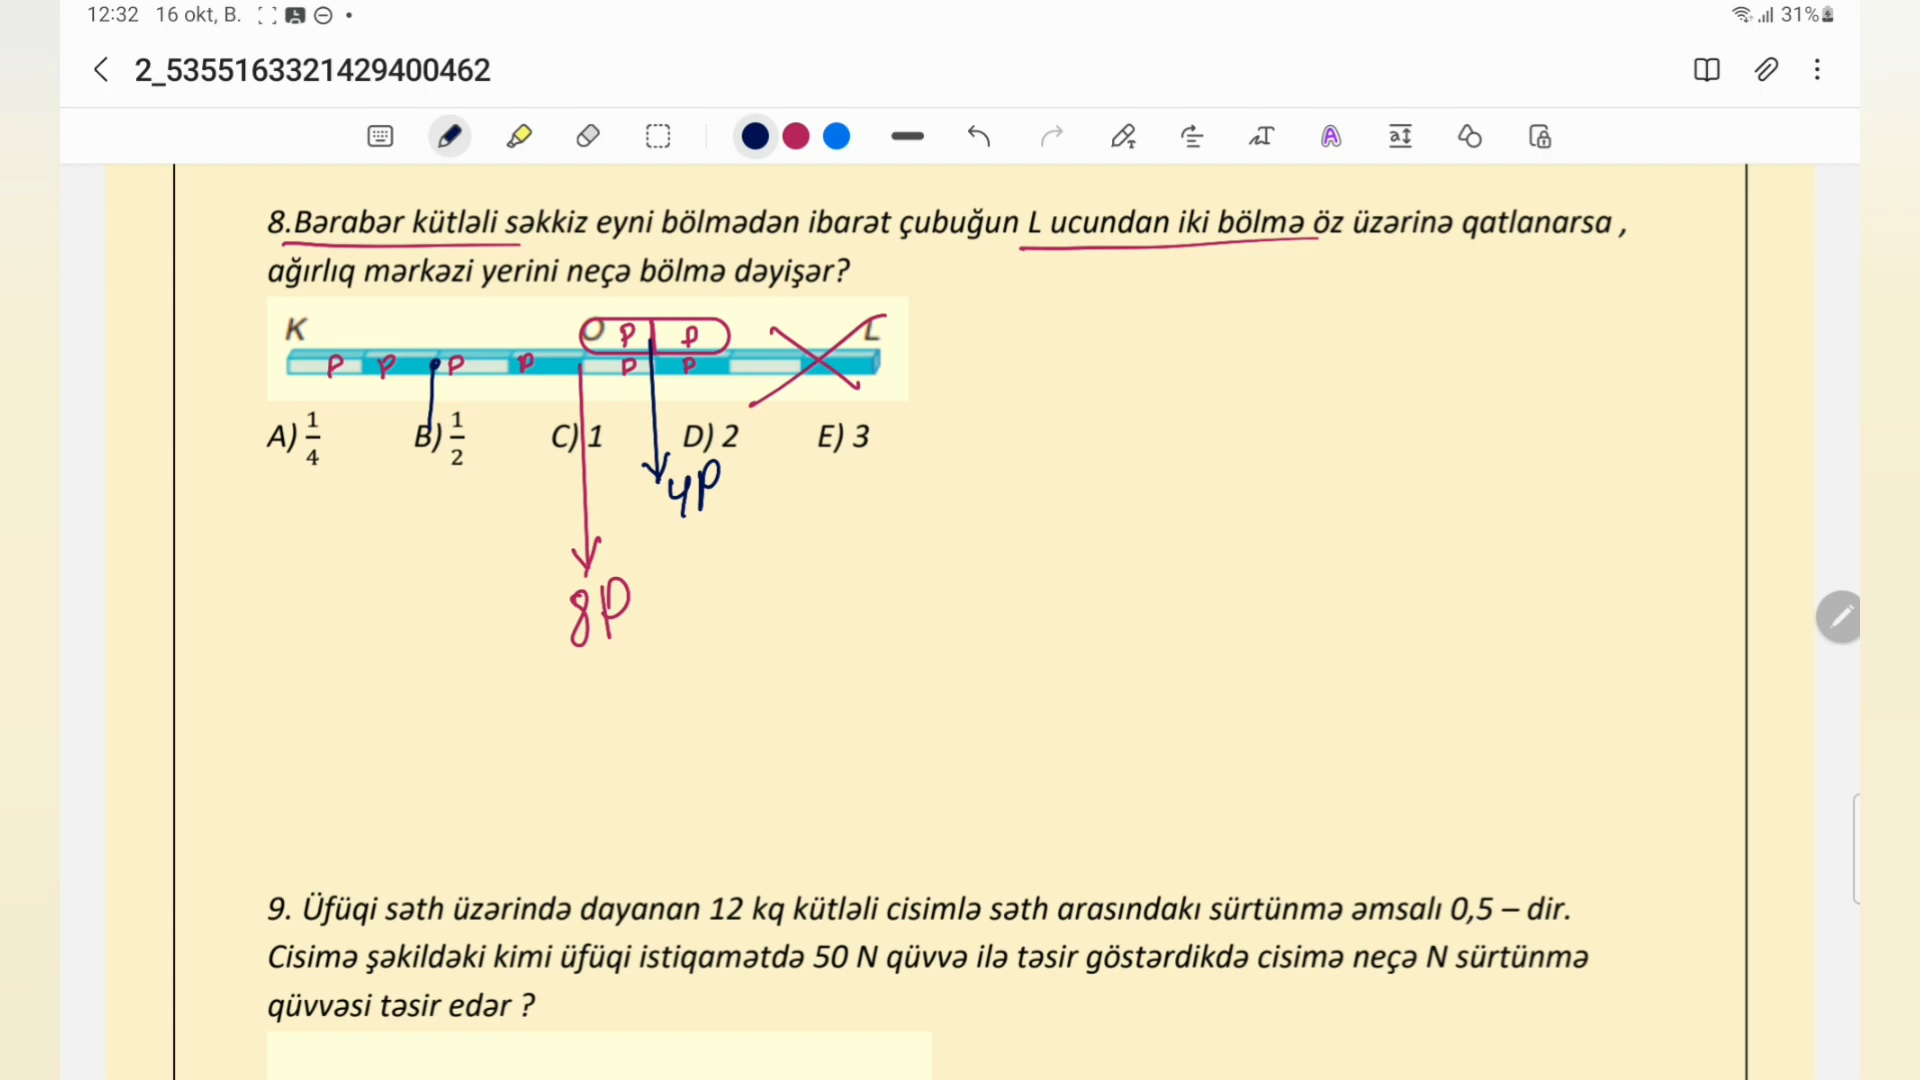 12:32 16 okt, B.
31%
2_5355163321429400462
8.Bərabər kütləli səkkiz eyni bölmədən ibarət çubuğun L ucundan iki bölmə öz üzərinə qatlanarsa ,
ağırlıq mərkəzi yerini neçə bölmə dəyişər?
K O P P L
P P P P P P
A) 1/4 B) 1/2 C) 1 D) 2 E) 3
4P
8P
9. Üfüqi səth üzərində dayanan 12 kq kütləli cisimlə səth arasındakı sürtünmə əmsalı 0,5 – dir.
Cisimə şəkildəki kimi üfüqi istiqamətdə 50 N qüvvə ilə təsir göstərdikdə cisimə neçə N sürtünmə
qüvvəsi təsir edər ?